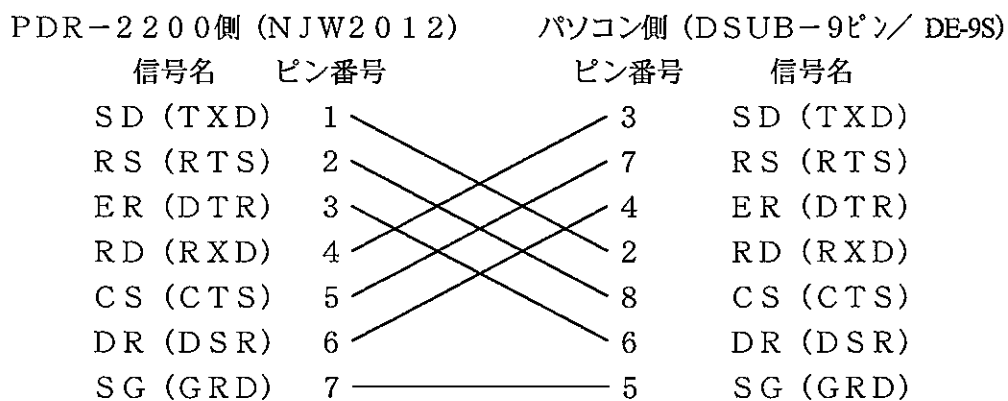 PDR-2200側(NJW2012) パソコン側(DSUB-9ピン/ DE-9S)
信号名 ピン番号 ピン番号 信号名
SD(TXD) 1 3 SD(TXD)
RS(RTS) 2 7 RS(RTS)
ER(DTR) 3 4 ER(DTR)
RD(RXD) 4 2 RD(RXD)
CS(CTS) 5 8 CS(CTS)
DR(DSR) 6 6 DR(DSR)
SG(GRD) 7 5 SG(GRD)